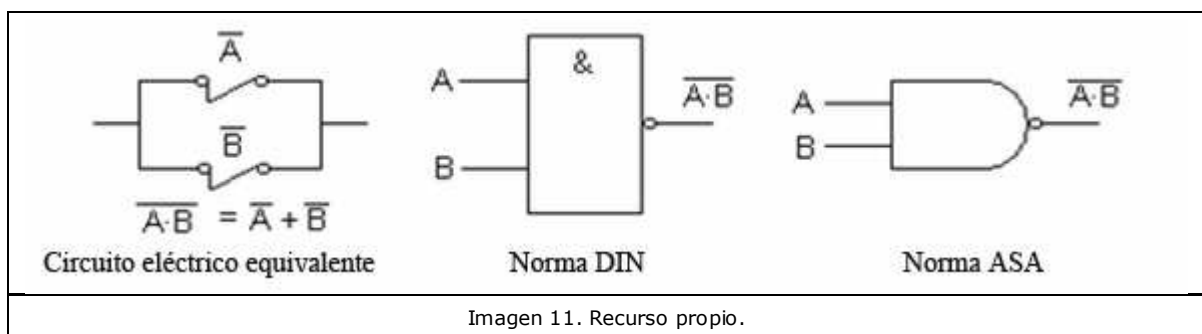 A̅
B̅
A̅·̅B̅ = A̅ + B̅
Circuito eléctrico equivalente
&
A
B
A̅·̅B̅
Norma DIN
A
B
A̅·̅B̅
Norma ASA
Imagen 11. Recurso propio.